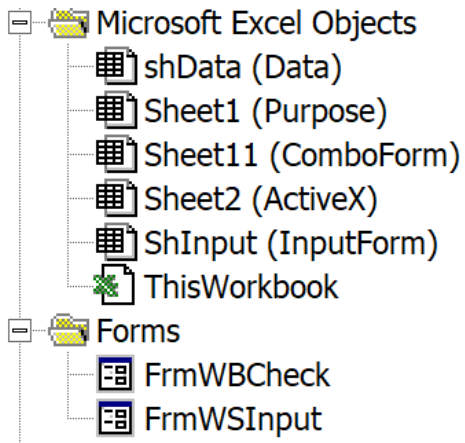 Microsoft Excel Objects
shData (Data)
Sheet1 (Purpose)
Sheet11 (ComboForm)
Sheet2 (ActiveX)
ShInput (InputForm)
ThisWorkbook
Forms
FrmWBCheck
FrmWSInput